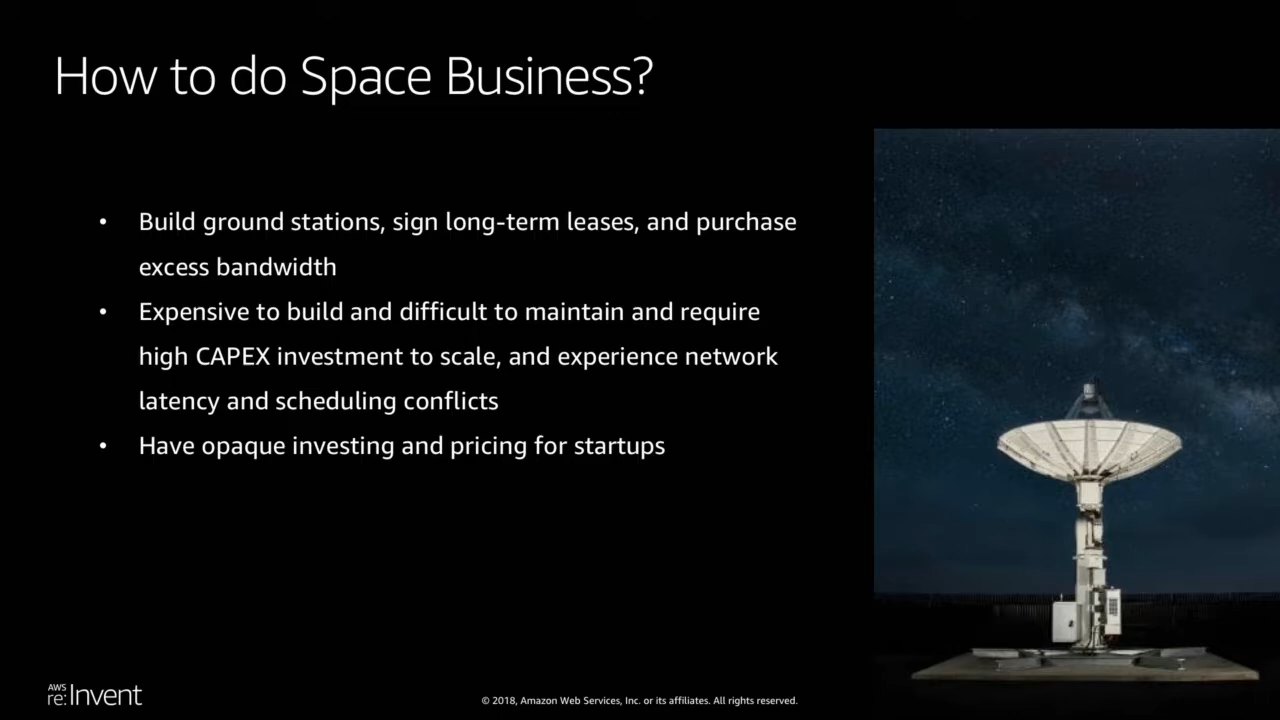 How to do Space Business?
• Build ground stations, sign long-term leases, and purchase
excess bandwidth
• Expensive to build and difficult to maintain and require
high CAPEX investment to scale, and experience network
latency and scheduling conflicts
• Have opaque investing and pricing for startups
AWS
re:Invent
© 2018, Amazon Web Services, Inc. or its affiliates. All rights reserved.